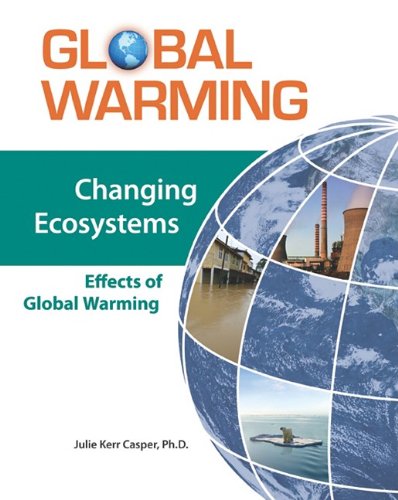 GLOBAL
WARMING
Changing
Ecosystems
Effects of
Global Warming
Julie Kerr Casper, Ph.D.